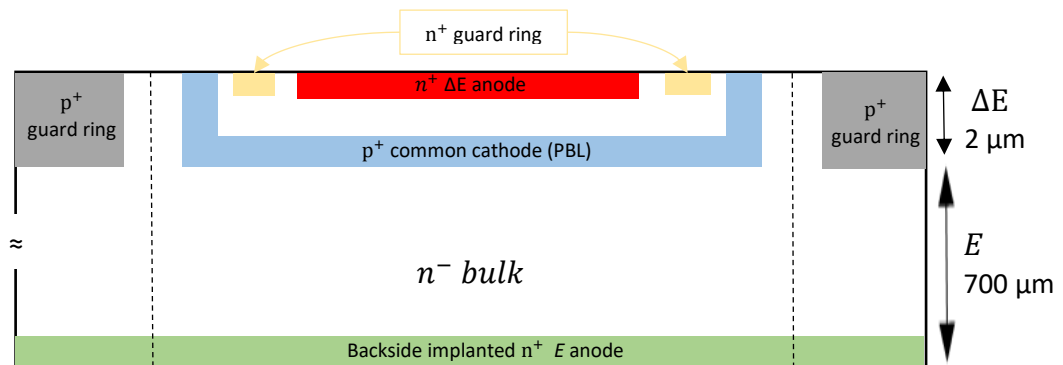 n⁺ guard ring
p⁺
guard ring
n⁺ ΔE anode
p⁺
guard ring
ΔE
2 µm
p⁺ common cathode (PBL)
≈
n⁻ bulk
E
700 µm
Backside implanted n⁺ E anode